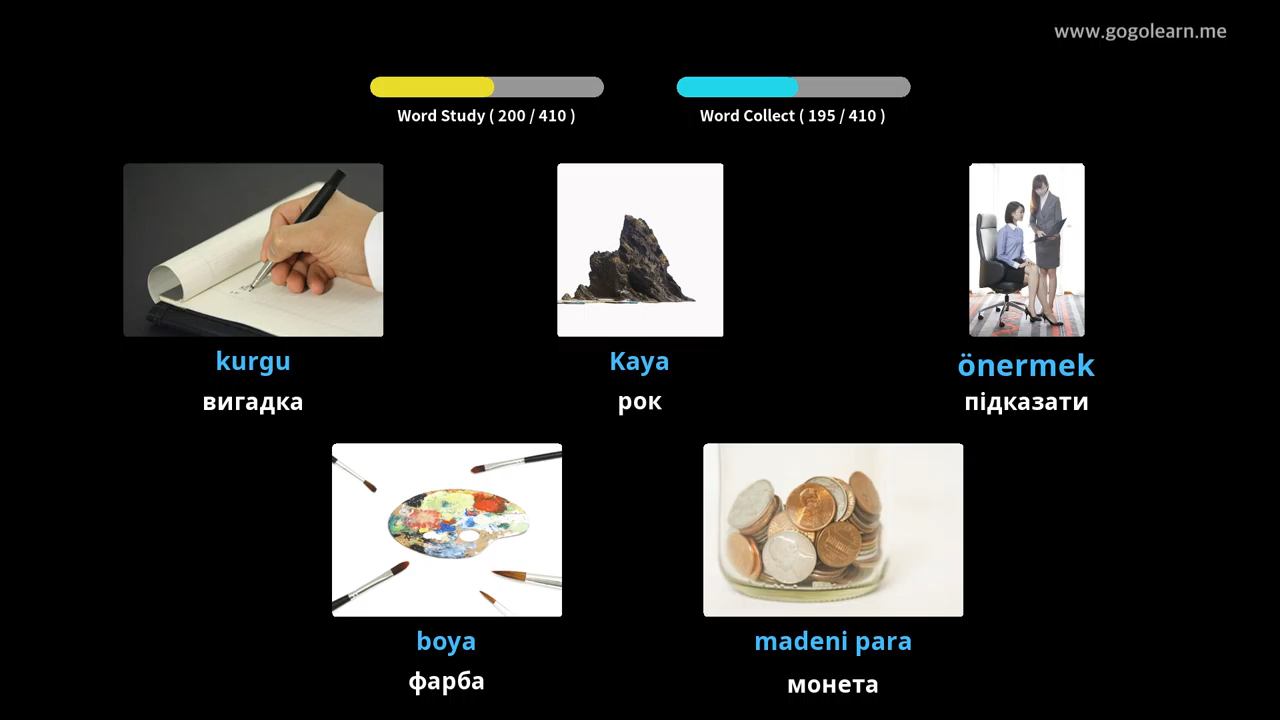 www.gogolearn.me
Word Study ( 200 / 410 )
Word Collect ( 195 / 410 )
kurgu
вигадка
Kaya
рок
önermek
підказати
boya
фарба
madeni para
монета